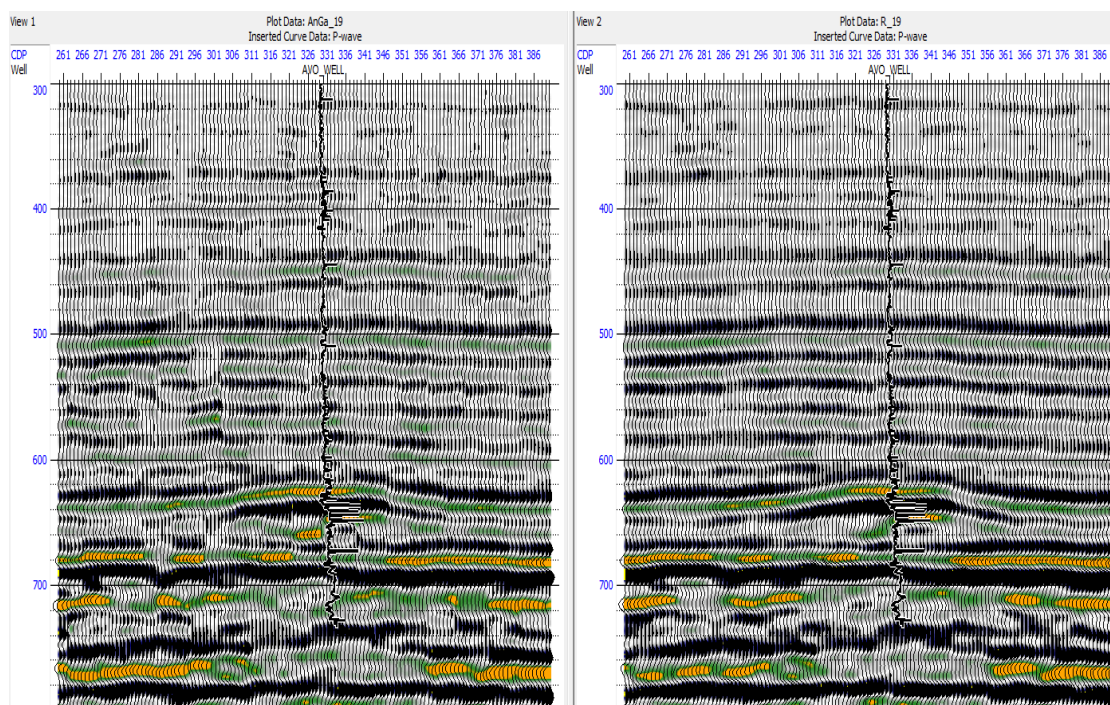 View 1
Plot Data: AnGa_19
Inserted Curve Data: P-wave
CDP 261 266 271 276 281 286 291 296 301 306 311 316 321 326 331 336 341 346 351 356 361 366 371 376 381 386
Well AVO_WELL
300
400
500
600
700
View 2
Plot Data: R_19
Inserted Curve Data: P-wave
CDP 261 266 271 276 281 286 291 296 301 306 311 316 321 326 331 336 341 346 351 356 361 366 371 376 381 386
Well AVO_WELL
300
400
500
600
700